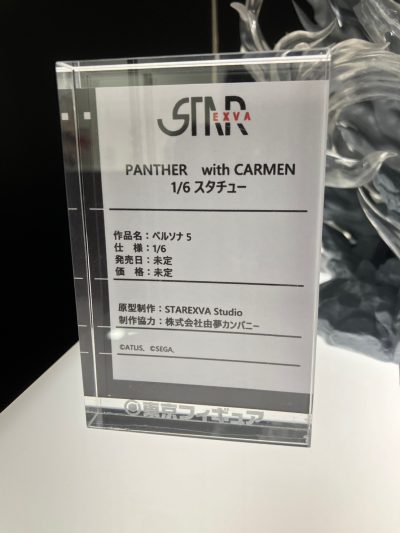 STAR
EXVA
PANTHER with CARMEN
1/6 スタチュー
作品名：ペルソナ 5
仕 様：1/6
発売日：未定
価 格：未定
原型制作：STAREXVA Studio
制作協力：株式会社由夢カンパニー
©ATLIS, ©SEGA,
東京フィギュア